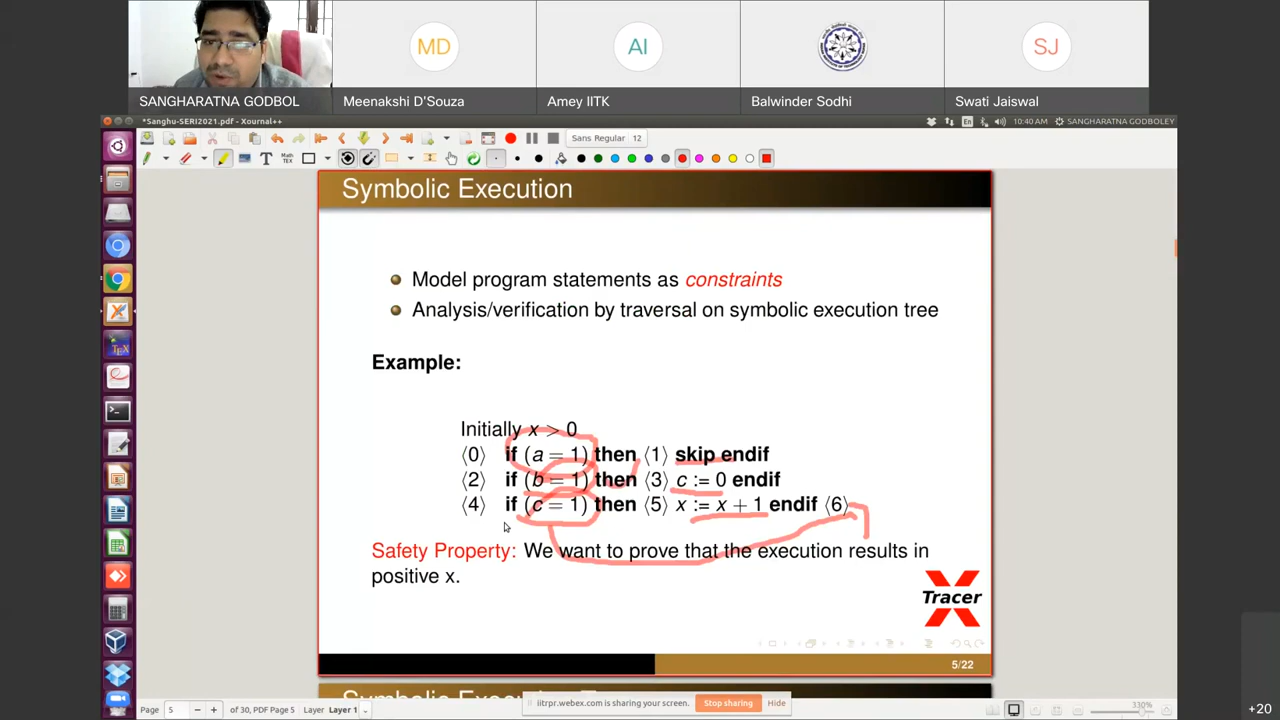 MD
AI
SJ
SANGHARATNA GODBOL
Meenakshi D'Souza
Amey IITK
Balwinder Sodhi
Swati Jaiswal
*Sanghu-SERI2021.pdf - Xournal++
En
10:40 AM
SANGHARATNA GODBOLEY
Sans Regular 12
Symbolic Execution
Model program statements as constraints
Analysis/verification by traversal on symbolic execution tree
Example:
Initially x > 0
⟨0⟩ if (a = 1) then ⟨1⟩ skip endif
⟨2⟩ if (b = 1) then ⟨3⟩ c := 0 endif
⟨4⟩ if (c = 1) then ⟨5⟩ x := x + 1 endif ⟨6⟩
Safety Property: We want to prove that the execution results in
positive x.
Tracer
5/22
iitrpr.webex.com is sharing your screen.
Stop sharing
Hide
Page 5 of 30, PDF Page 5 Layer Layer 1
330%
+20